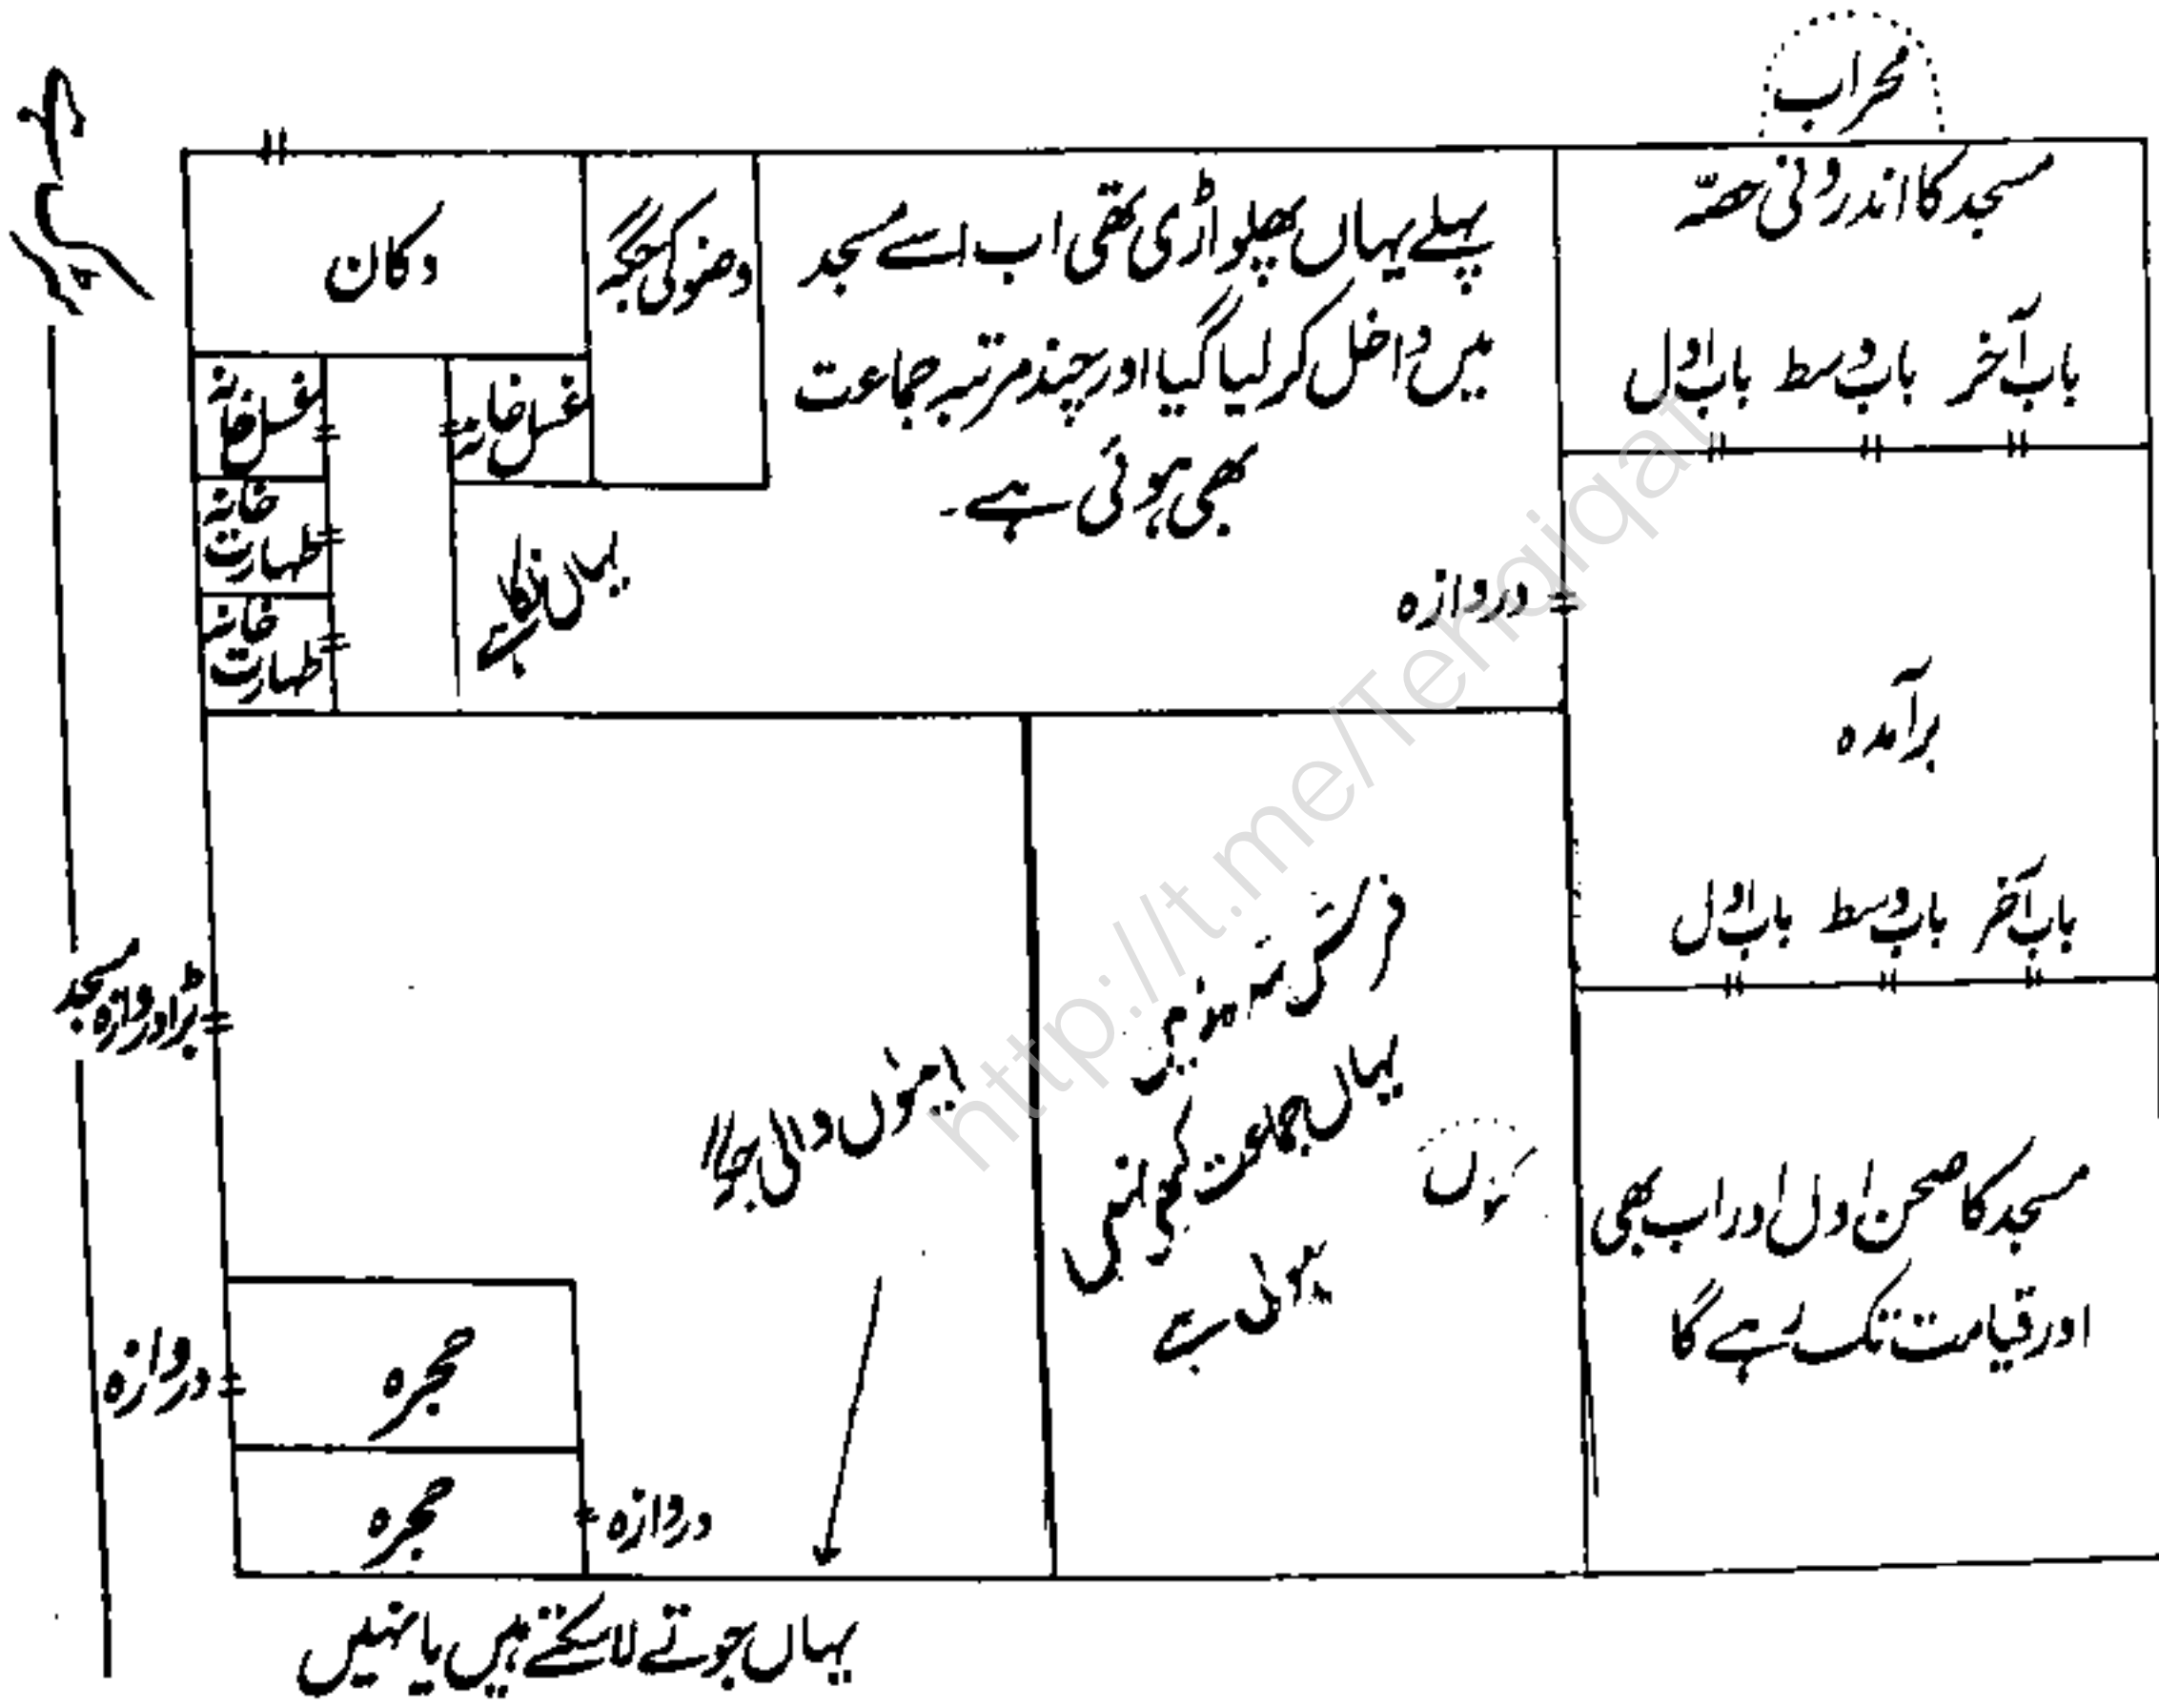 محراب
مسجد کا اندرونی حصّہ
باب آخر باب وسط باب اول
پہلے یہاں پھلواڑی تھی اب اسے مسجد
میں داخل کر لیا گیا اور چند مرتبہ جماعت
بھی ہوئی ہے۔
وضو کی جگہ
دکان
غسل خانہ
غسل خانہ
خانہ
طہارت
خانہ
طہارت
یہاں نلکا ہے
دروازہ
برآمدہ
باب آخر باب وسط باب اول
مسجد کا صحن اول اور اب بھی
اور قیامت تک رہے گا
یہاں جماعت کبھی نہیں
ہوئی ہے
اینٹوں والی جگہ
بڑا دروازہ مسجد
دروازہ
حجرہ
حجرہ
دروازہ
یہاں جوتے لا سکتے ہیں یا نہیں
http://t.me/Tehqiqat